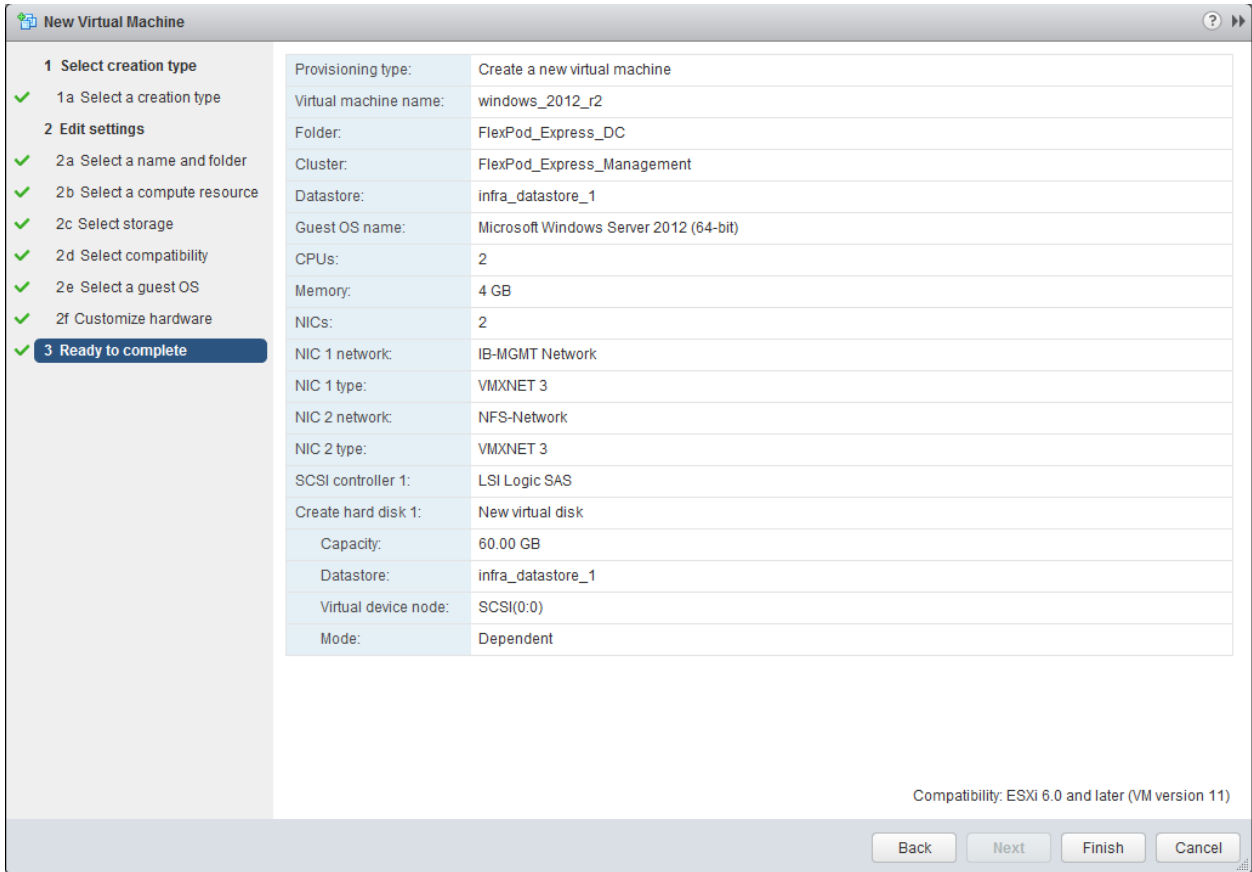 New Virtual Machine
1 Select creation type
1a Select a creation type
2 Edit settings
2a Select a name and folder
2b Select a compute resource
2c Select storage
2d Select compatibility
2e Select a guest OS
2f Customize hardware
3 Ready to complete
Provisioning type: Create a new virtual machine
Virtual machine name: windows_2012_r2
Folder: FlexPod_Express_DC
Cluster: FlexPod_Express_Management
Datastore: infra_datastore_1
Guest OS name: Microsoft Windows Server 2012 (64-bit)
CPUs: 2
Memory: 4 GB
NICs: 2
NIC 1 network: IB-MGMT Network
NIC 1 type: VMXNET 3
NIC 2 network: NFS-Network
NIC 2 type: VMXNET 3
SCSI controller 1: LSI Logic SAS
Create hard disk 1: New virtual disk
Capacity: 60.00 GB
Datastore: infra_datastore_1
Virtual device node: SCSI(0:0)
Mode: Dependent
Compatibility: ESXi 6.0 and later (VM version 11)
Back Next Finish Cancel